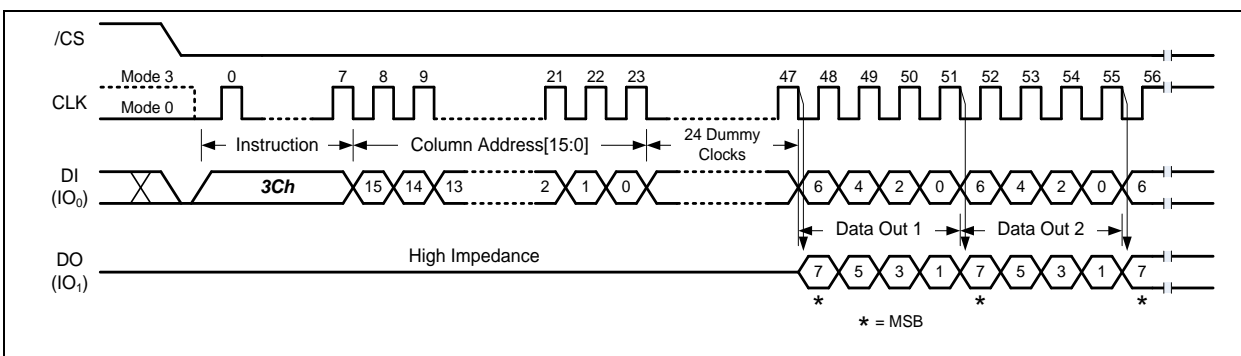 /CS
Mode 3 0 7 8 9 21 22 23 47 48 49 50 51 52 53 54 55 56
CLK Mode 0
Instruction Column Address[15:0] 24 Dummy Clocks
DI (IO0) 3Ch 15 14 13 2 1 0 6 4 2 0 6 4 2 0 6
Data Out 1 Data Out 2
DO (IO1) High Impedance 7 5 3 1 7 5 3 1 7
* * *
* = MSB